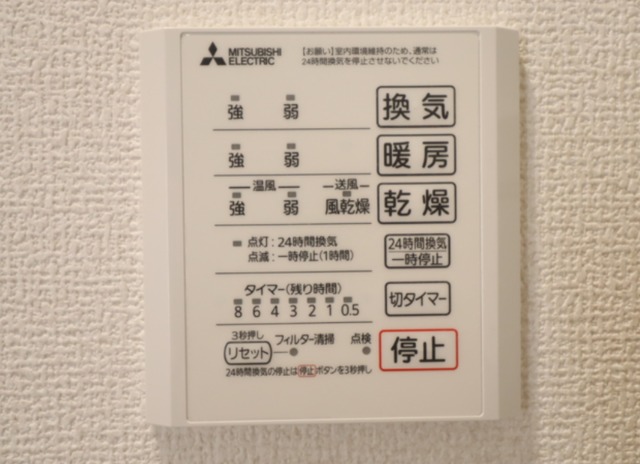 MITSUBISHI
ELECTRIC
【お願い】室内環境維持のため、通常は
24時間換気を停止させないでください
強 弱 換気
強 弱 暖房
温風 送風
強 弱 風乾燥 乾燥
点灯:24時間換気
点滅:一時停止(1時間)
24時間換気
一時停止
タイマー(残り時間)
8 6 4 3 2 1 0.5
切タイマー
3秒押し
リセット フィルター清掃 点検
停止
24時間換気の停止は停止ボタンを3秒押し